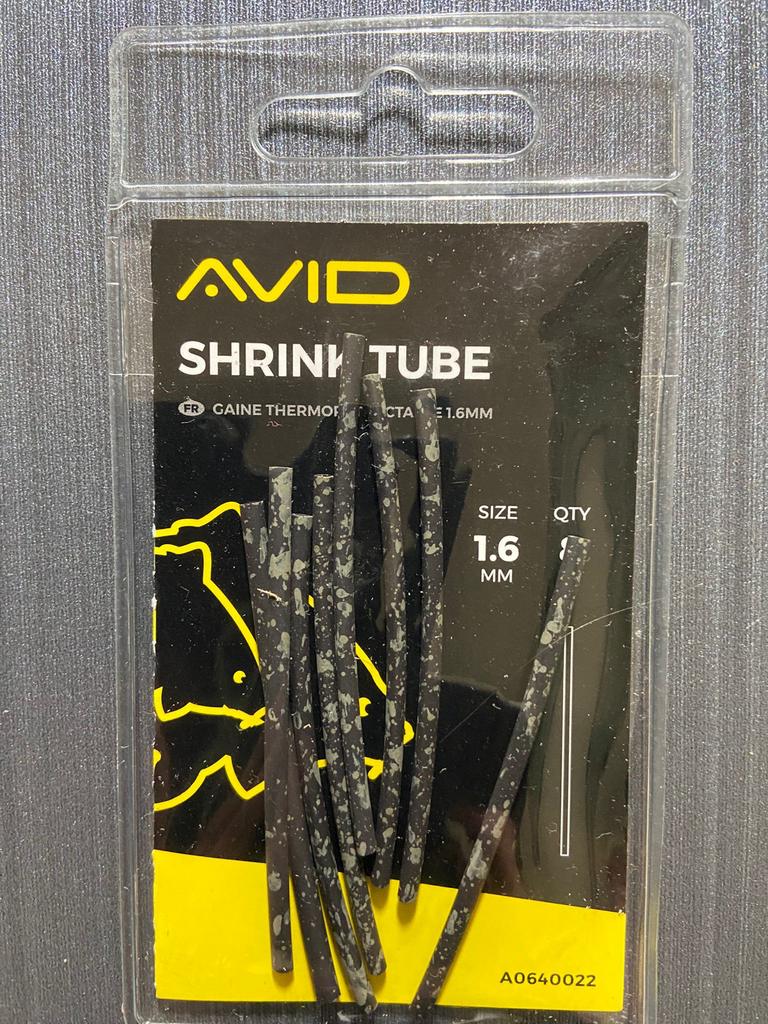 AVID
SHRINK TUBE
FR GAINE 1.6MM
SIZE QTY
1.6
MM
A0640022